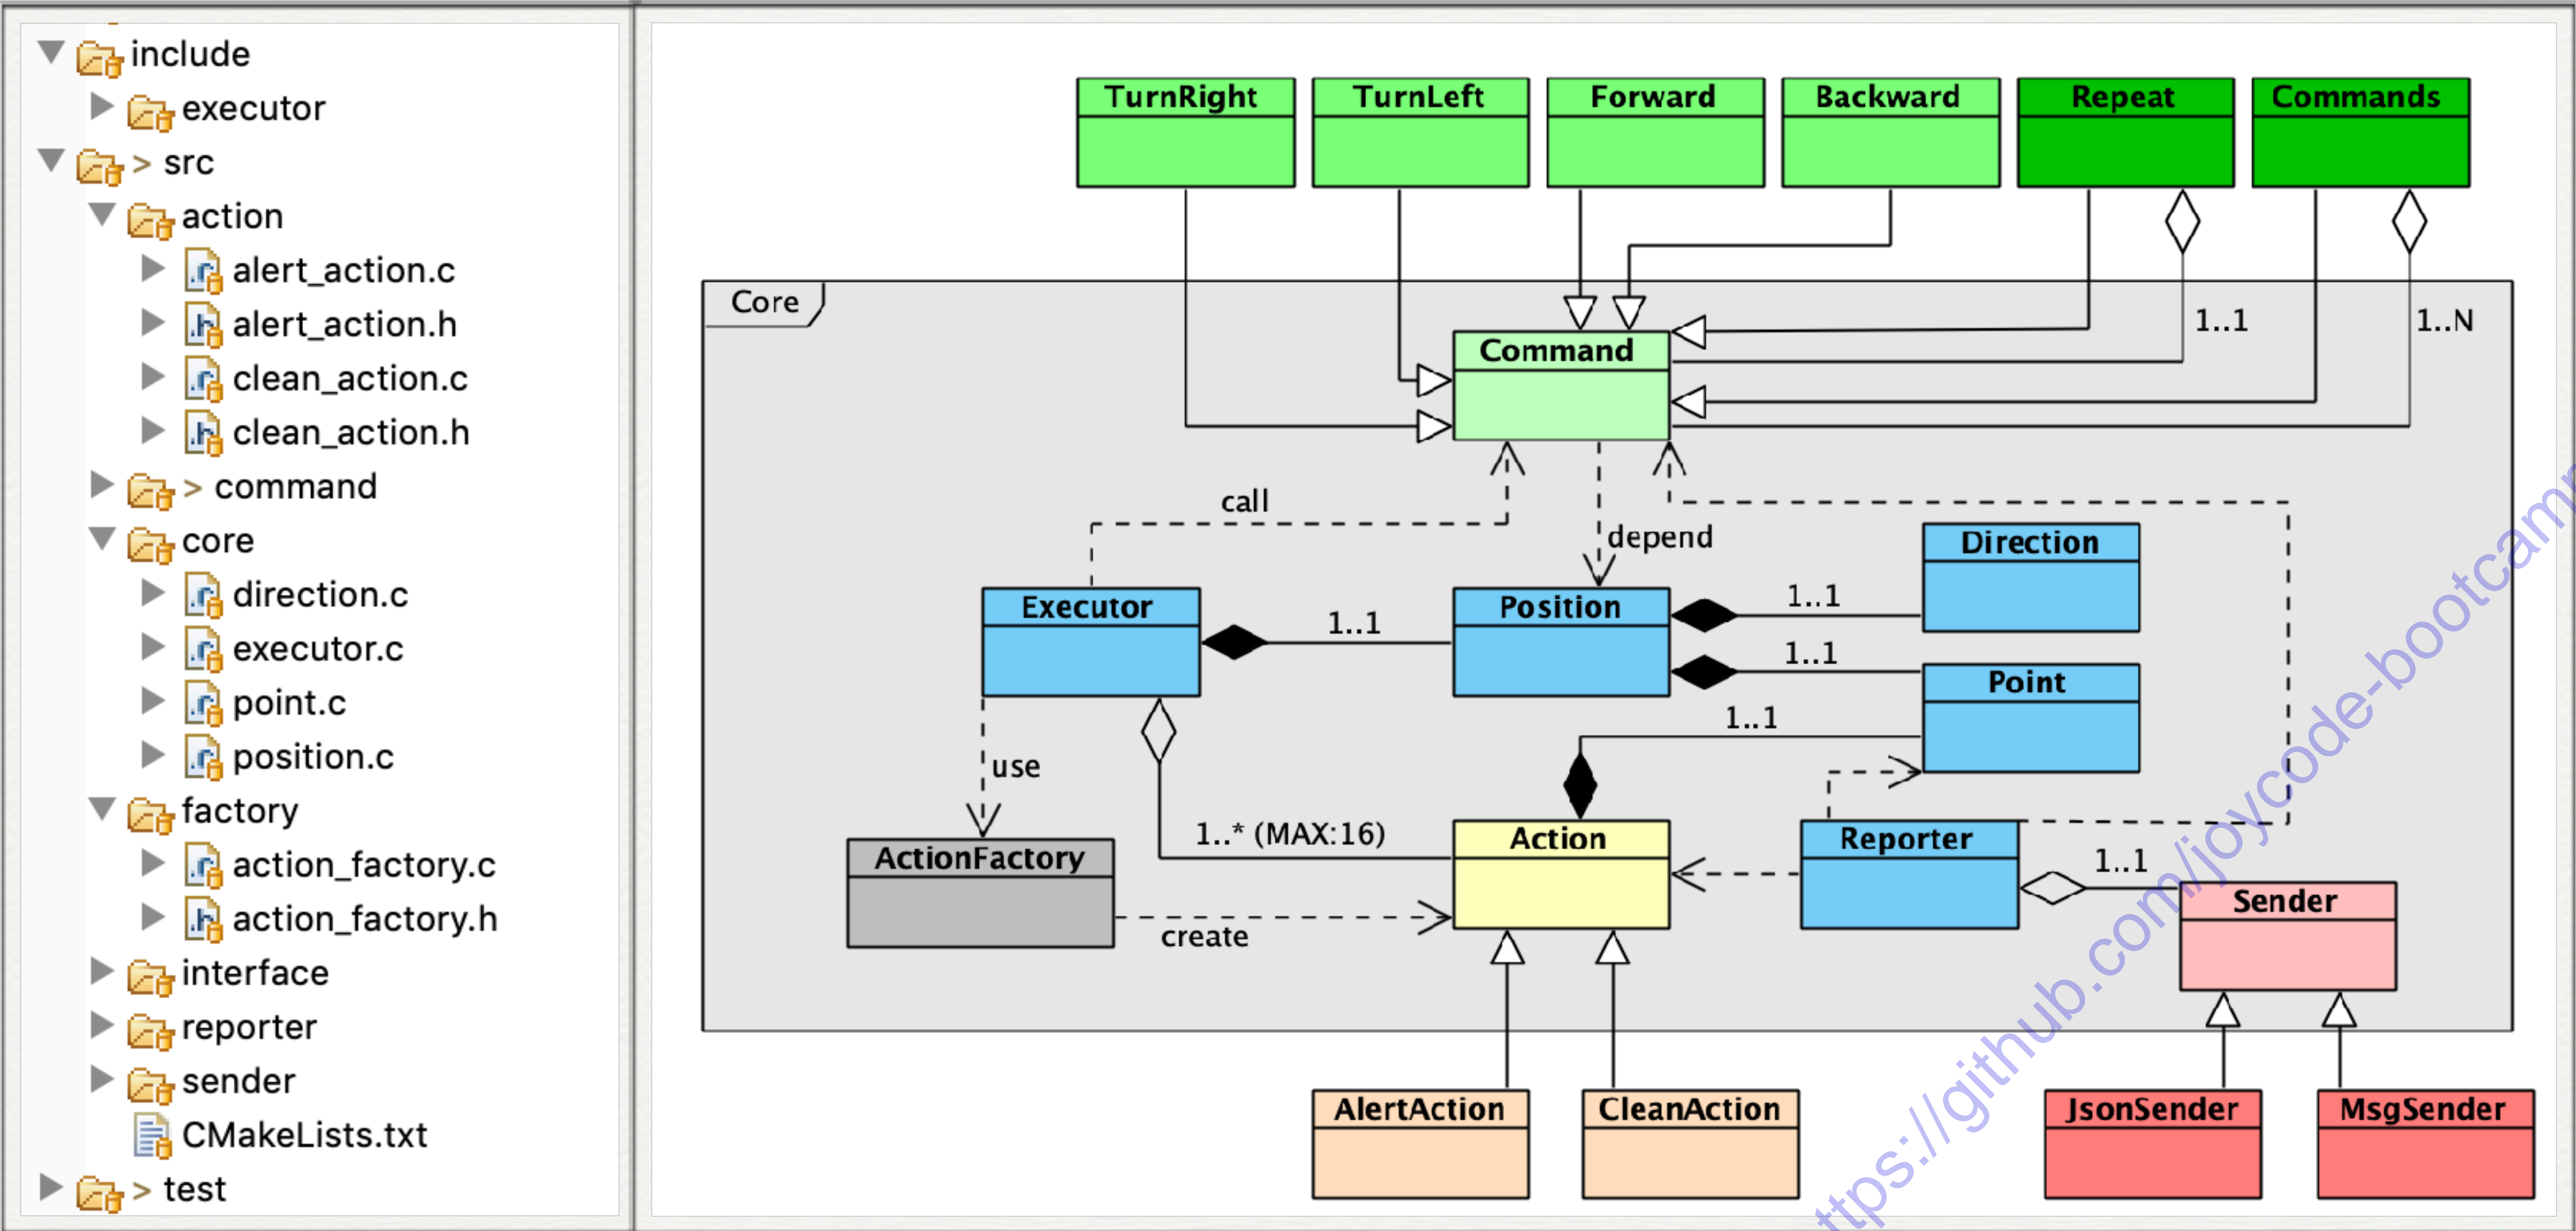 include
executor
> src
action
alert_action.c
alert_action.h
clean_action.c
clean_action.h
> command
core
direction.c
executor.c
point.c
position.c
factory
action_factory.c
action_factory.h
interface
reporter
sender
CMakeLists.txt
> test
TurnRight TurnLeft Forward Backward Repeat Commands
Core
1..1 1..N
Command
call
depend
Direction
Executor 1..1 Position 1..1
1..1
Point
1..1
use
1..* (MAX:16)
ActionFactory Action Reporter
1..1
Sender
create
AlertAction CleanAction JsonSender MsgSender
ttps://github.com/joycode-bootcam